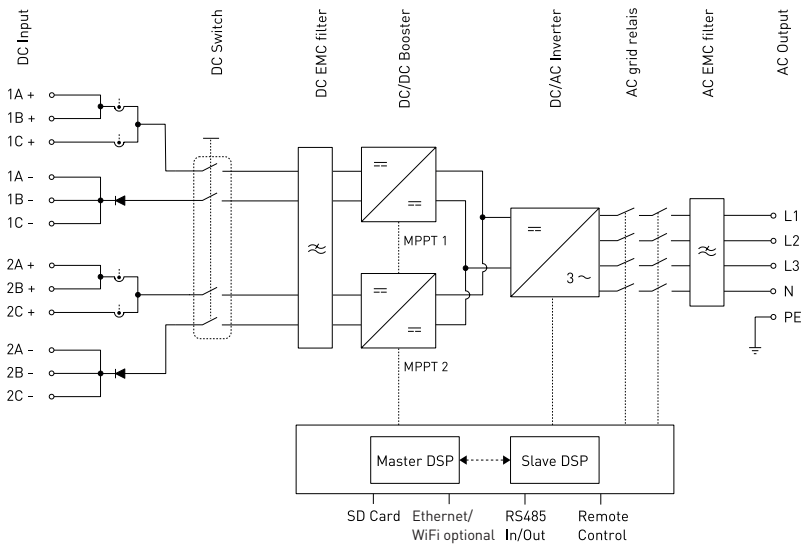 DC Input
DC Switch
DC EMC filter
DC/DC Booster
DC/AC Inverter
AC grid relais
AC EMC filter
AC Output
1A +
1B +
1C +
1A -
1B -
1C -
2A +
2B +
2C +
2A -
2B -
2C -
MPPT 1
MPPT 2
3 ~
L1
L2
L3
N
PE
Master DSP
Slave DSP
SD Card
Ethernet/
WiFi optional
RS485
In/Out
Remote
Control